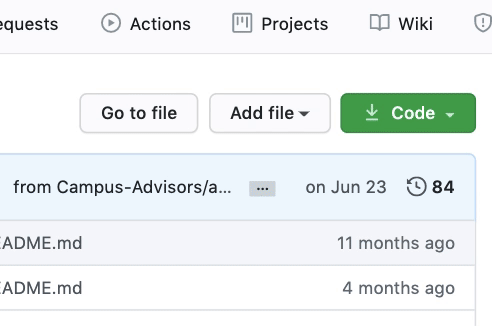 equests Actions Projects Wiki
Go to file Add file Code
from Campus-Advisors/a... ... on Jun 23 84
EADME.md 11 months ago
EADME.md 4 months ago